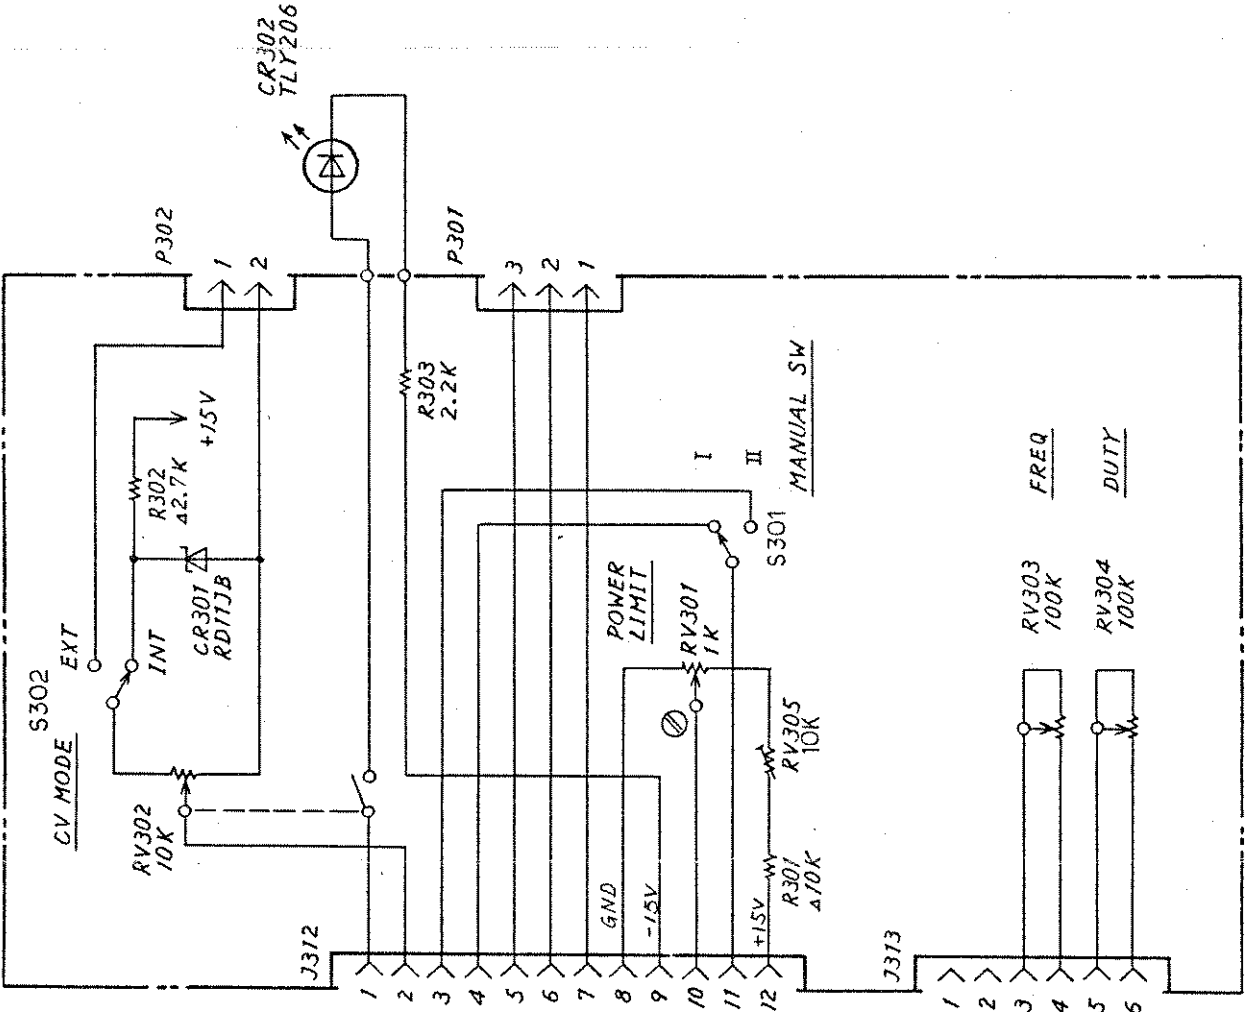 CR302
TLY206
P302
1
2
S302
EXT
INT
CV MODE
R302
Δ2.7K
+15V
CR301
RD11JB
RV302
10K
P301
3
2
1
R303
2.2K
MANUAL SW
I
II
S301
POWER
LIMIT
RV301
1K
RV305
10K
R301
Δ10K
GND
-15V
+15V
J312
1
2
3
4
5
6
7
8
9
10
11
12
FREQ
RV303
100K
DUTY
RV304
100K
J313
1
2
3
4
5
6